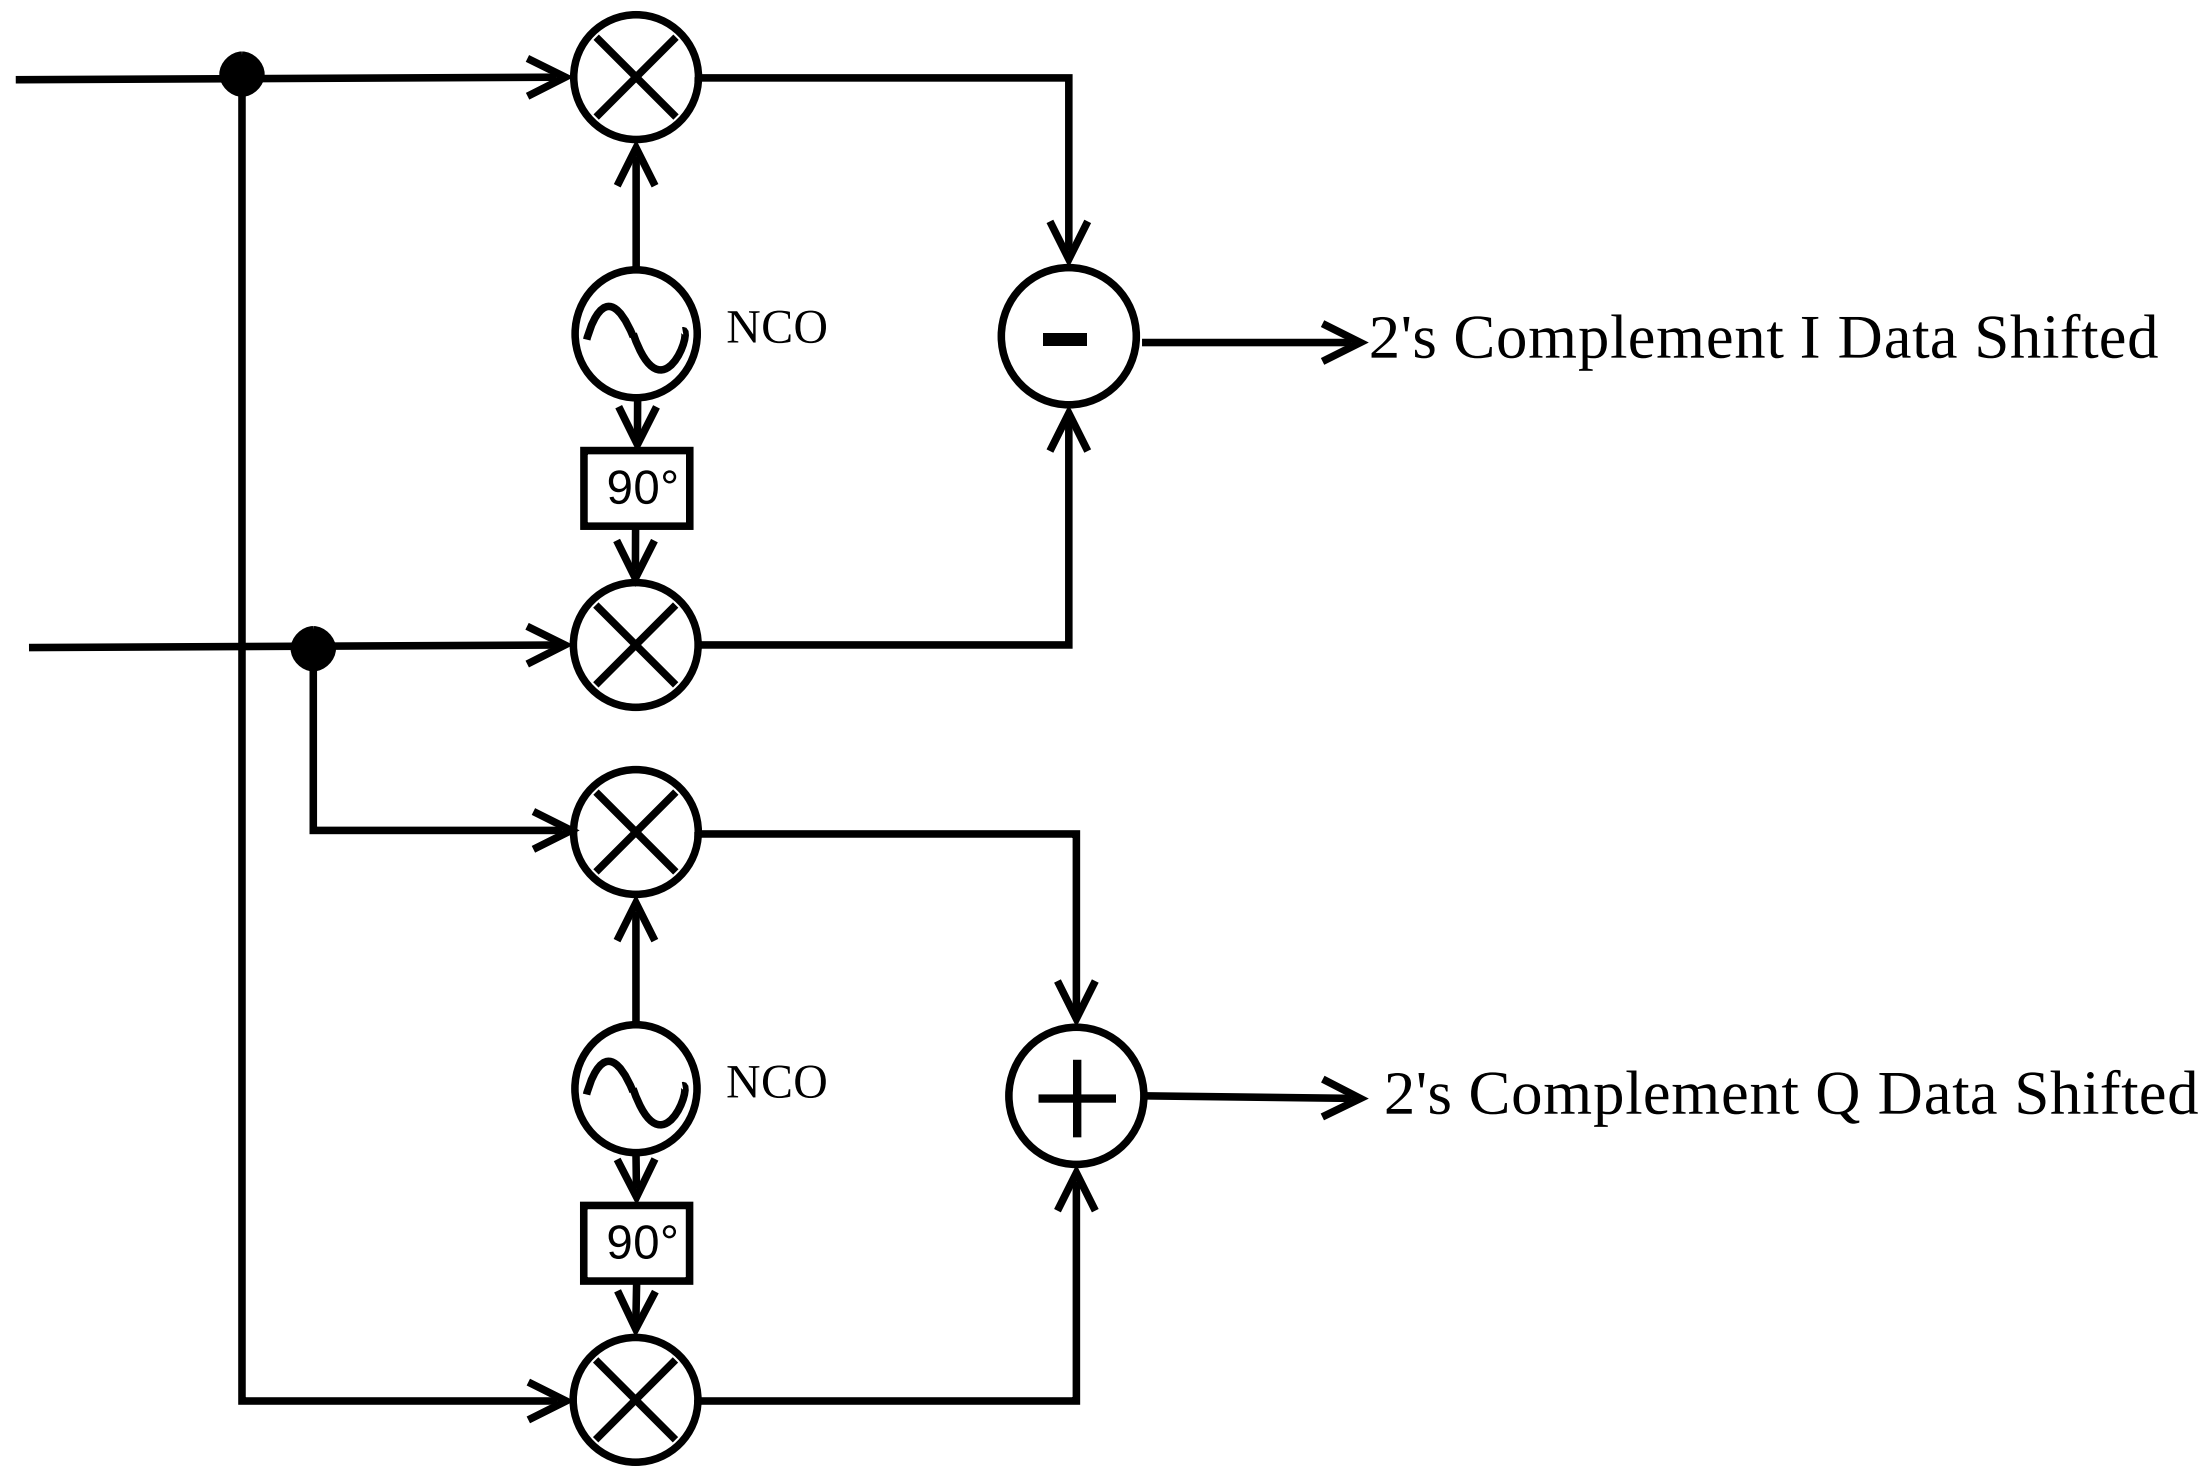 NCO
2's Complement I Data Shifted
90°
NCO
2's Complement Q Data Shifted
90°